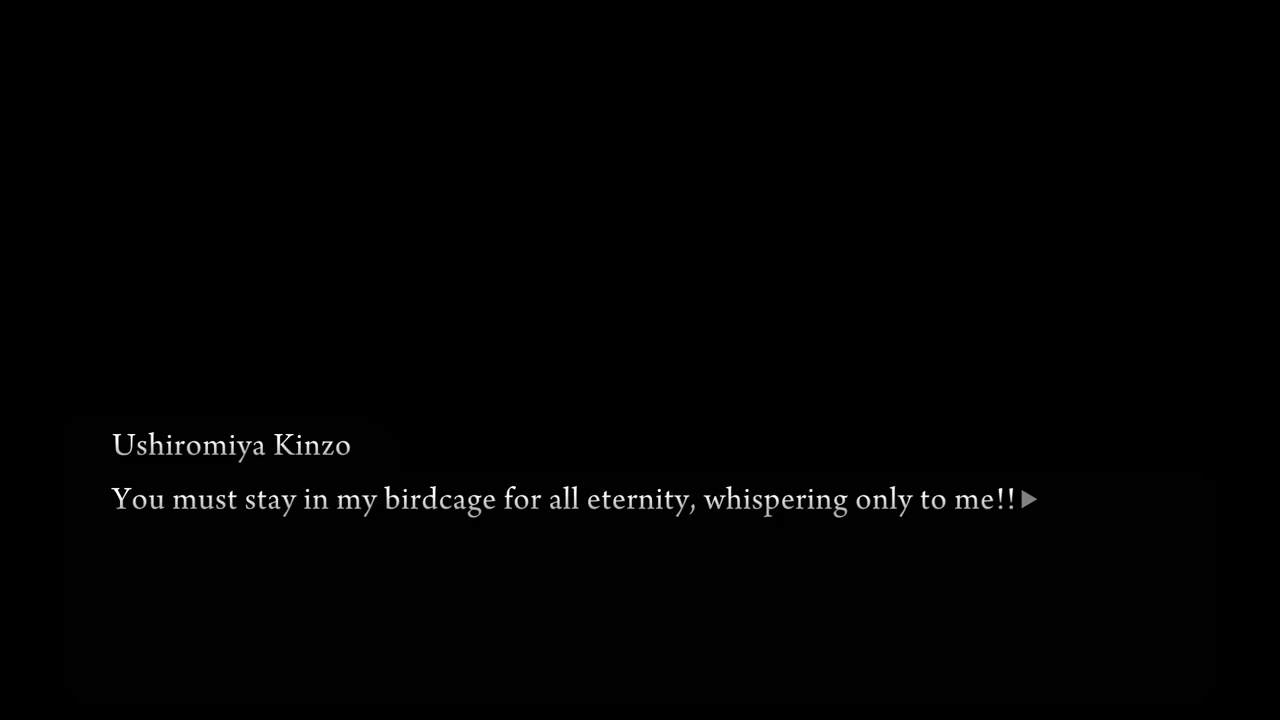 Ushiromiya Kinzo
You must stay in my birdcage for all eternity, whispering only to me!!